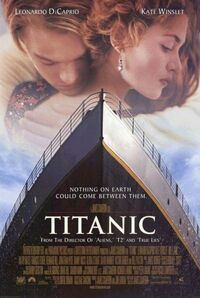 LEONARDO DICAPRIO KATE WINSLET
NOTHING ON EARTH
COULD COME BETWEEN THEM.
TITANIC
FROM THE DIRECTOR OF 'ALIENS,' 'T2' AND 'TRUE LIES'